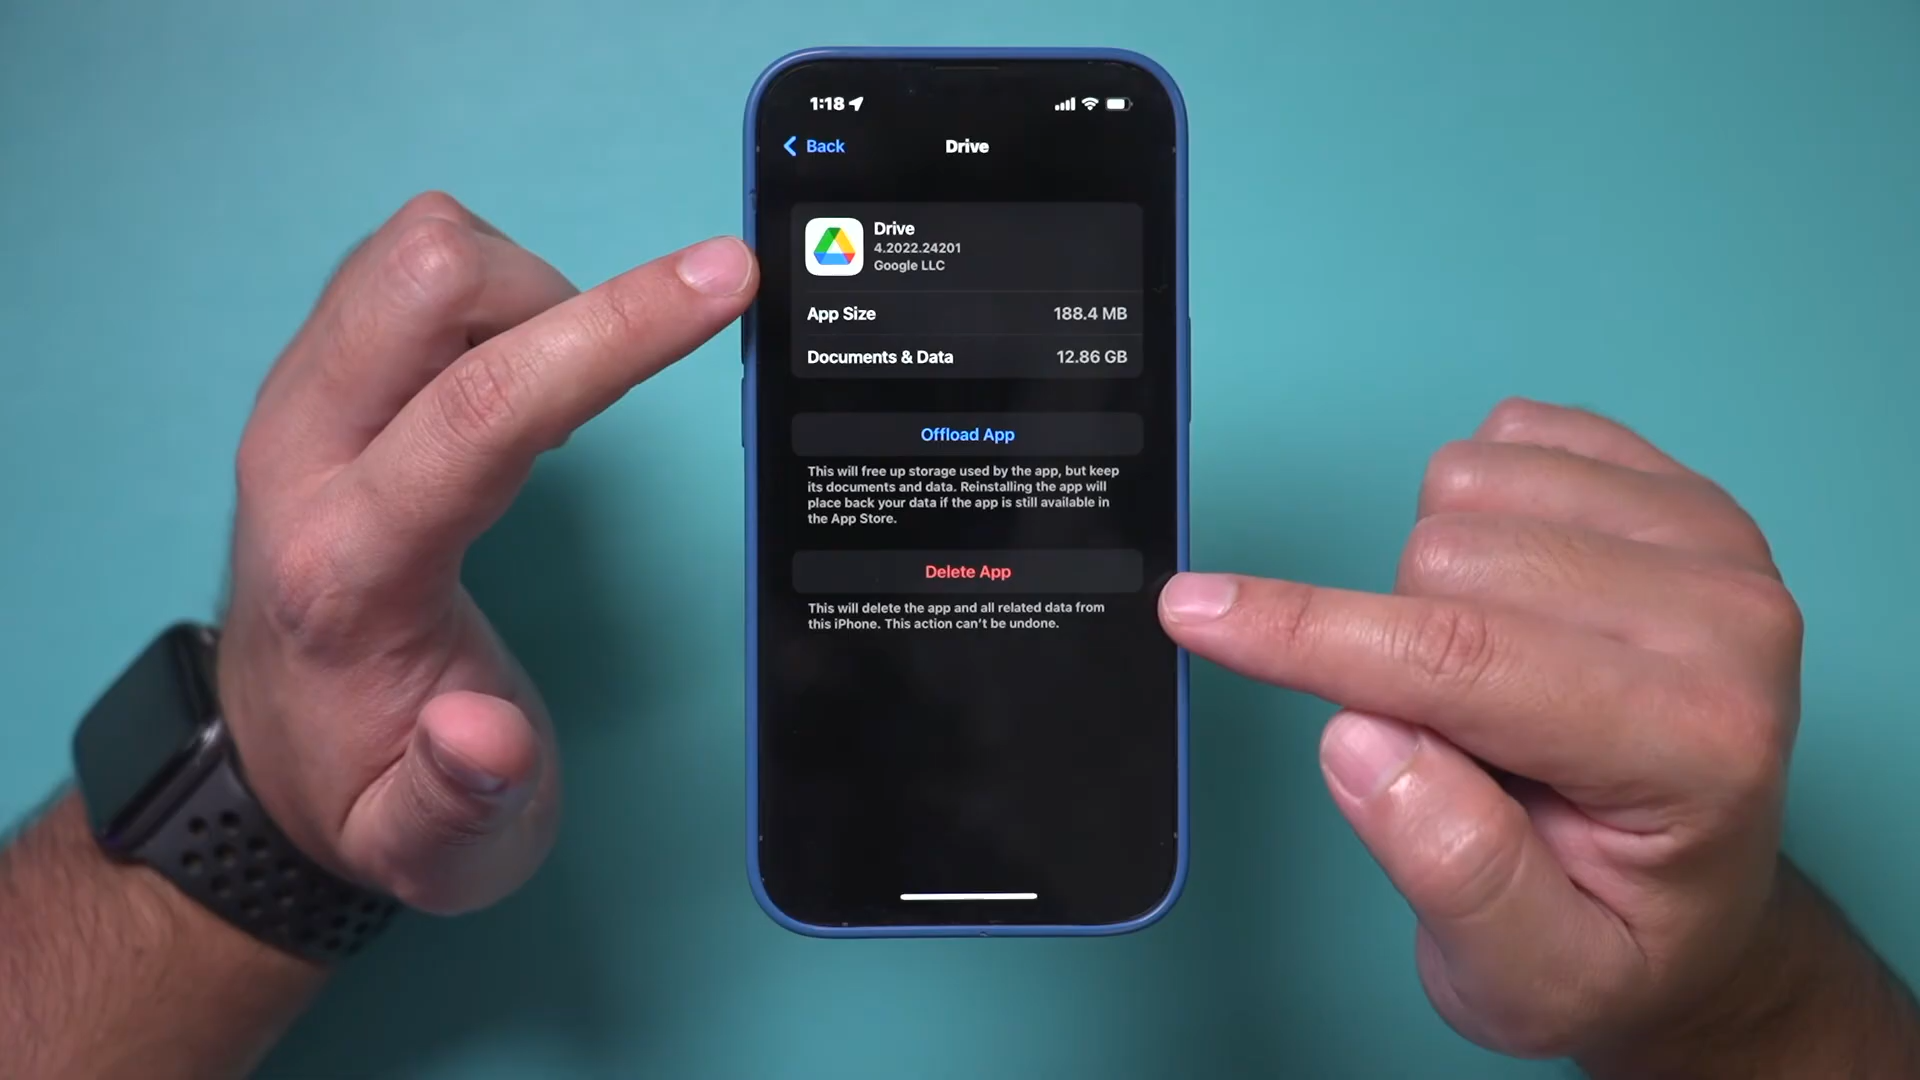 1:18
Back
Drive
Drive
4.2022.24201
Google LLC
App Size 188.4 MB
Documents & Data 12.86 GB
Offload App
This will free up storage used by the app, but keep
its documents and data. Reinstalling the app will
place back your data if the app is still available in
the App Store.
Delete App
This will delete the app and all related data from
this iPhone. This action can't be undone.